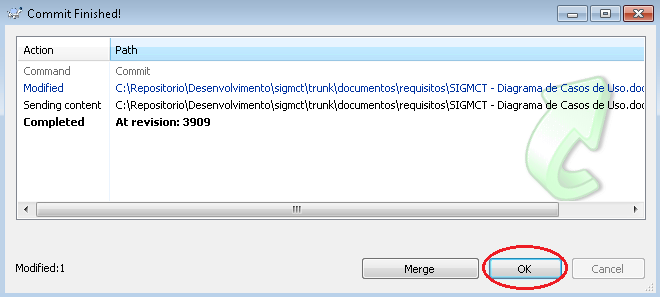 Commit Finished!
Action Path
Command Commit
Modified C:\Repositorio\Desenvolvimento\sigmct\trunk\documentos\requisitos\SIGMCT - Diagrama de Casos de Uso.doc
Sending content C:\Repositorio\Desenvolvimento\sigmct\trunk\documentos\requisitos\SIGMCT - Diagrama de Casos de Uso.doc
Completed At revision: 3909
Modified:1 Merge OK Cancel